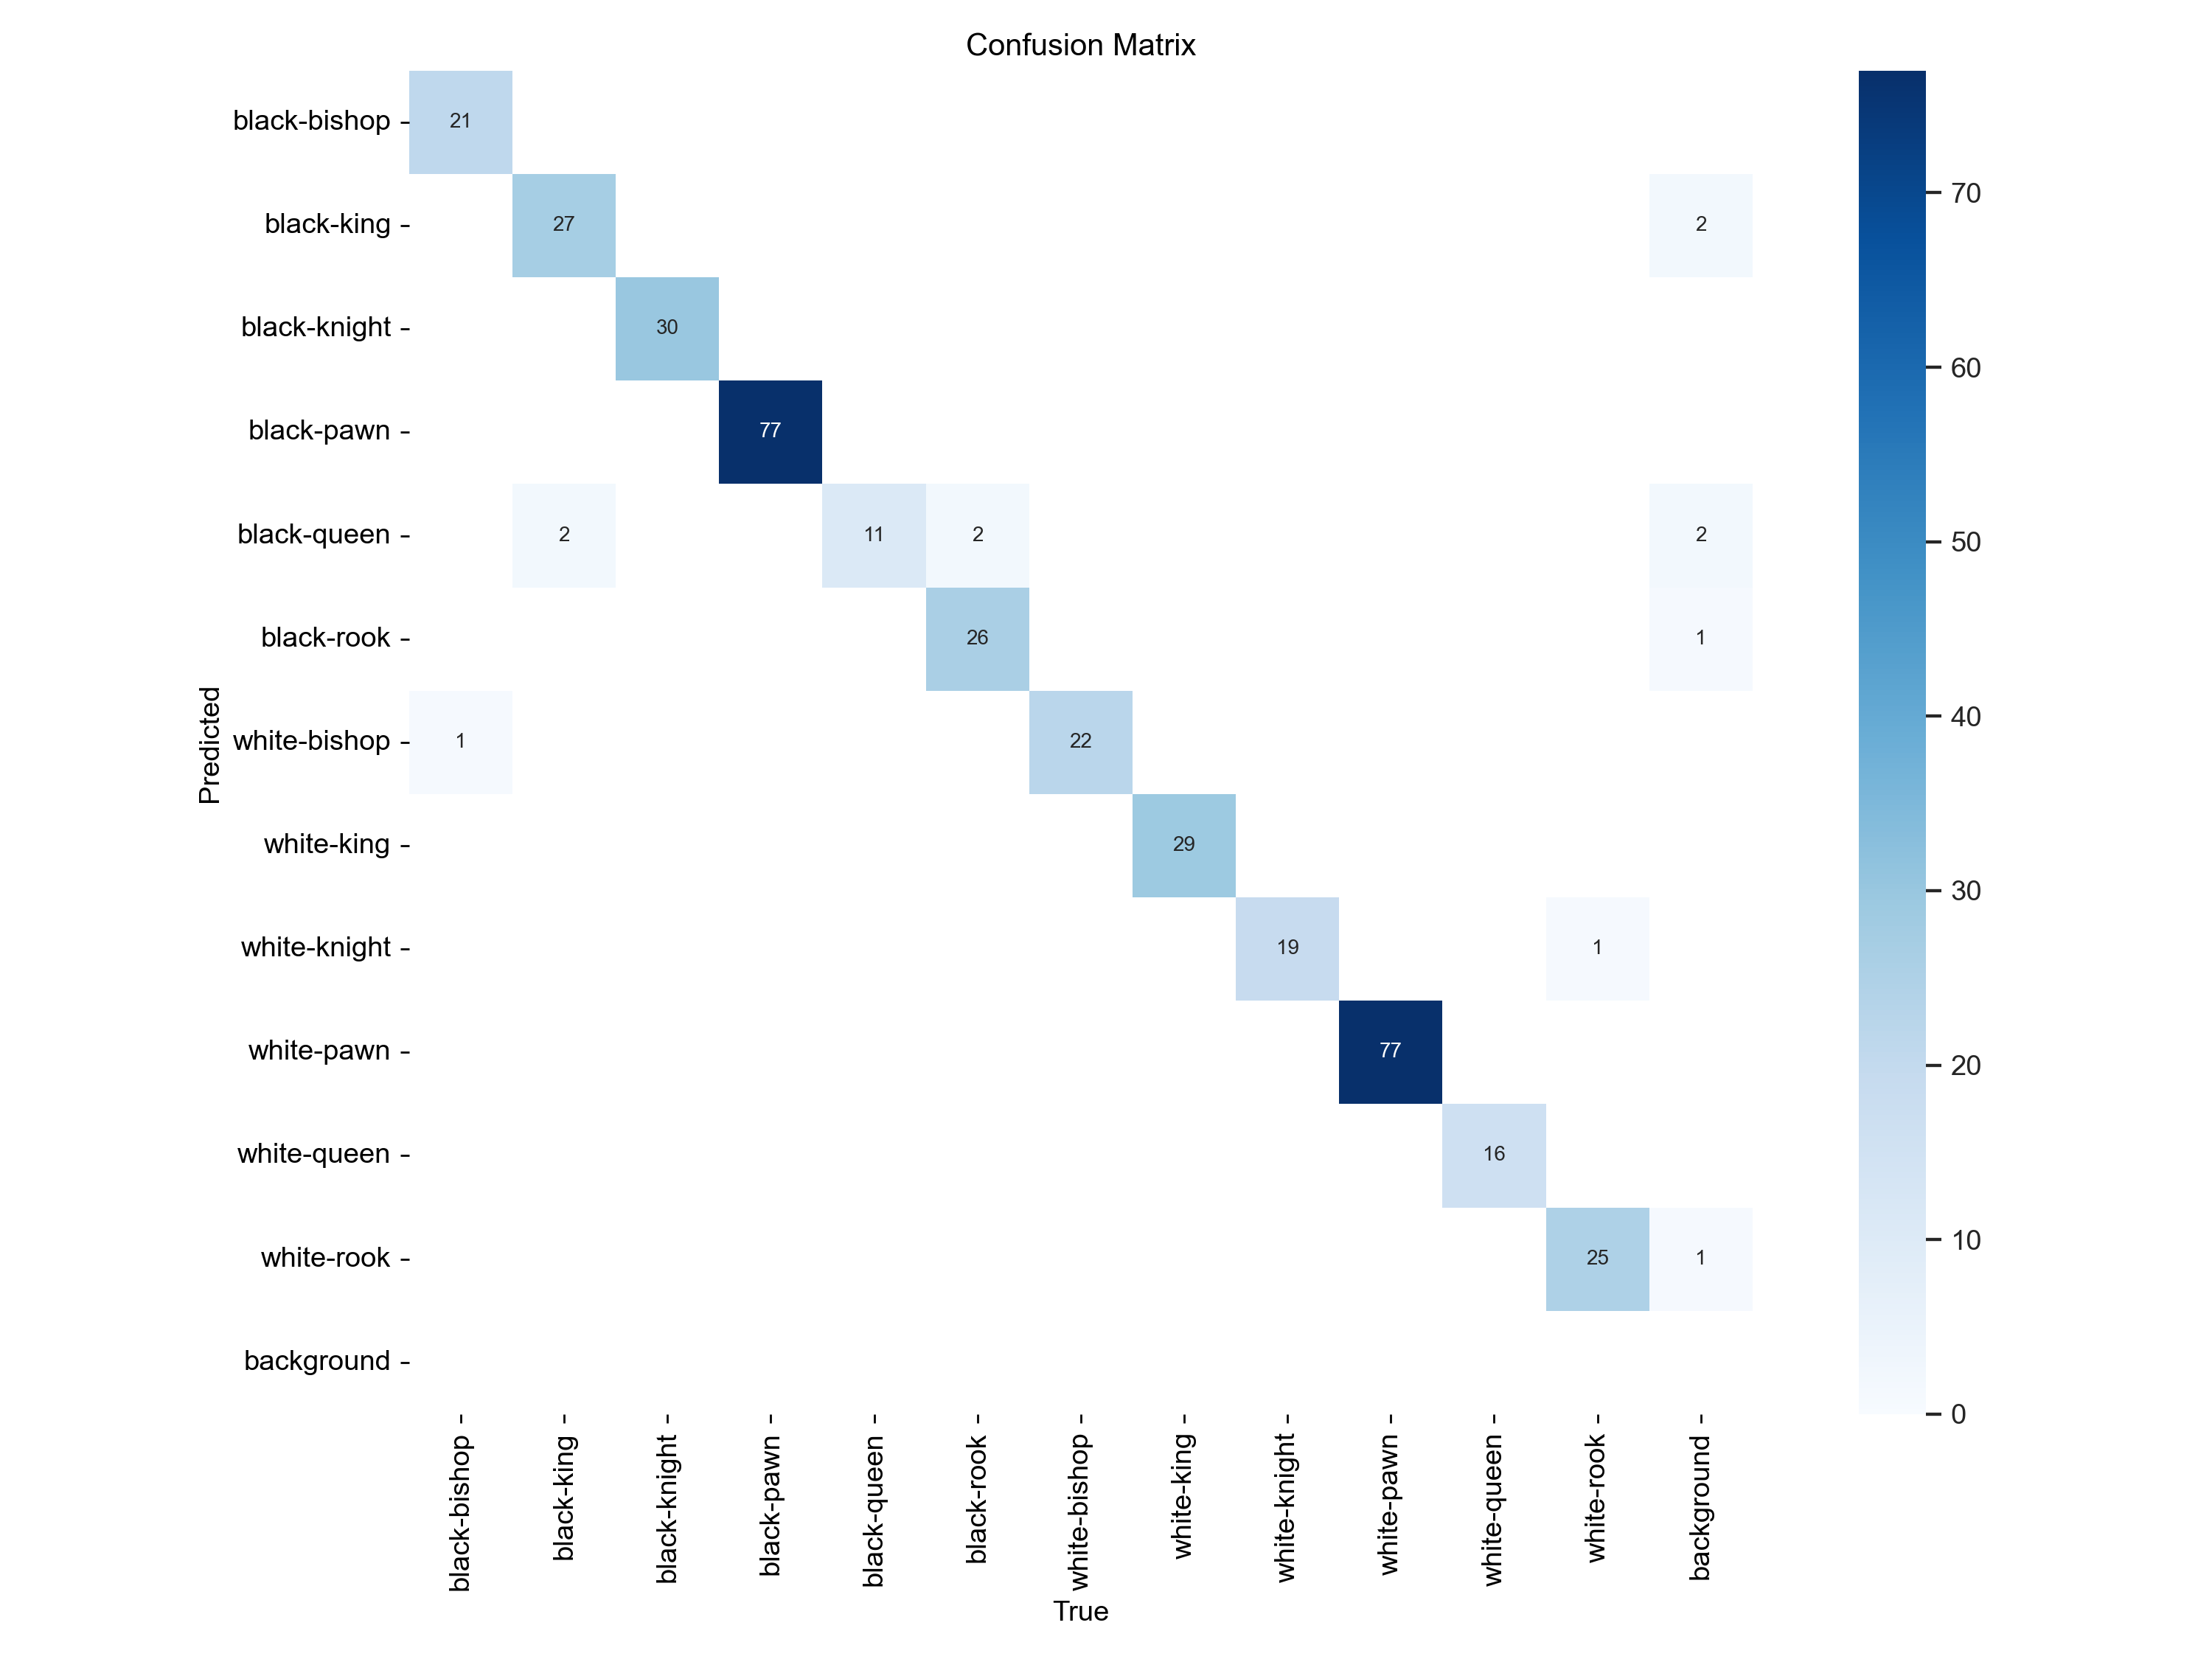 Confusion Matrix
black-bishop 21
black-king 27 2
black-knight 30
black-pawn 77
black-queen 2 11 2 2
black-rook 26 1
white-bishop 1 22
white-king 29
white-knight 19 1
white-pawn 77
white-queen 16
white-rook 25 1
background
Predicted
black-bishop
black-king
black-knight
black-pawn
black-queen
black-rook
white-bishop
white-king
white-knight
white-pawn
white-queen
white-rook
background
True
70
60
50
40
30
20
10
0